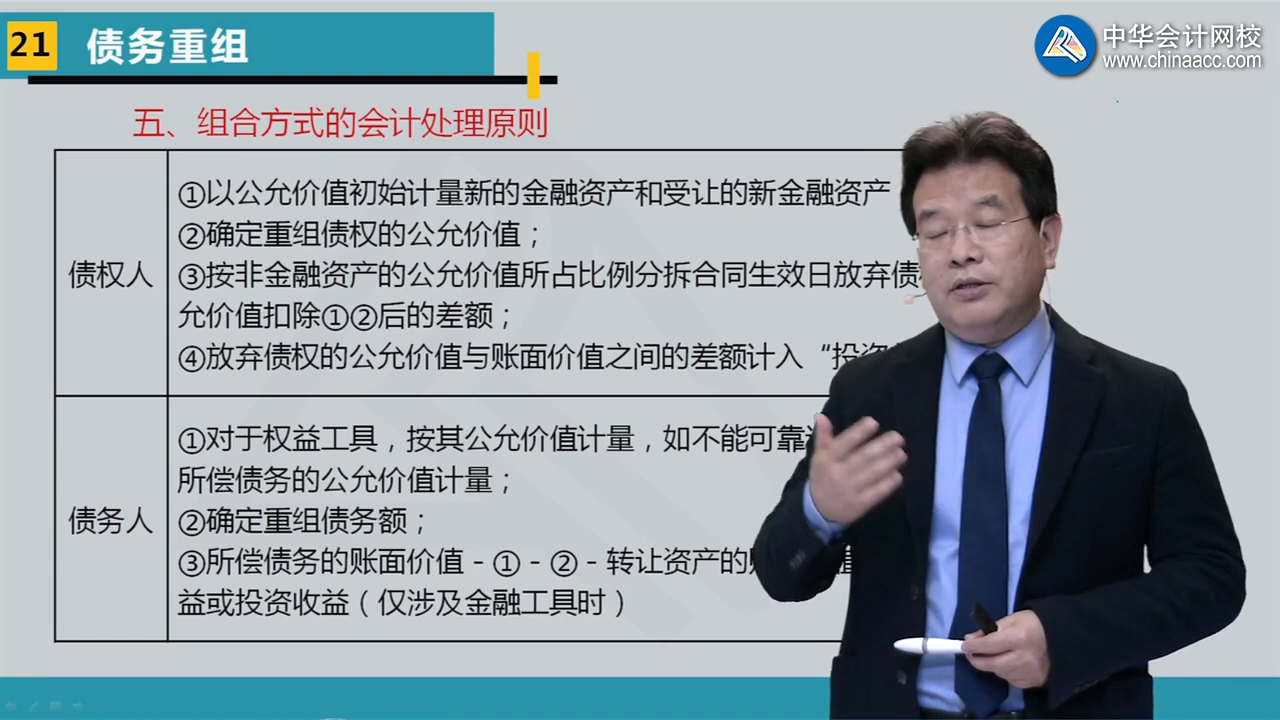 21 债务重组
中华会计网校
www.chinaacc.com
五、组合方式的会计处理原则
债权人
①以公允价值初始计量新的金融资产和受让的新金融资产
②确定重组债权的公允价值；
③按非金融资产的公允价值所占比例分拆合同生效日放弃债
允价值扣除①②后的差额；
④放弃债权的公允价值与账面价值之间的差额计入“投资
债务人
①对于权益工具，按其公允价值计量，如不能可靠
所偿债务的公允价值计量；
②确定重组债务额；
③所偿债务的账面价值－①－②－转让资产的
益或投资收益（仅涉及金融工具时）